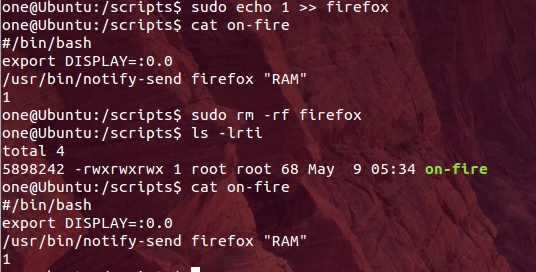 one@Ubuntu:/scripts$ sudo echo 1 >> firefox
one@Ubuntu:/scripts$ cat on-fire
#/bin/bash
export DISPLAY=:0.0
/usr/bin/notify-send firefox "RAM"
1
one@Ubuntu:/scripts$ sudo rm -rf firefox
one@Ubuntu:/scripts$ ls -lrti
total 4
5898242 -rwxrwxrwx 1 root root 68 May  9 05:34 on-fire
one@Ubuntu:/scripts$ cat on-fire
#/bin/bash
export DISPLAY=:0.0
/usr/bin/notify-send firefox "RAM"
1